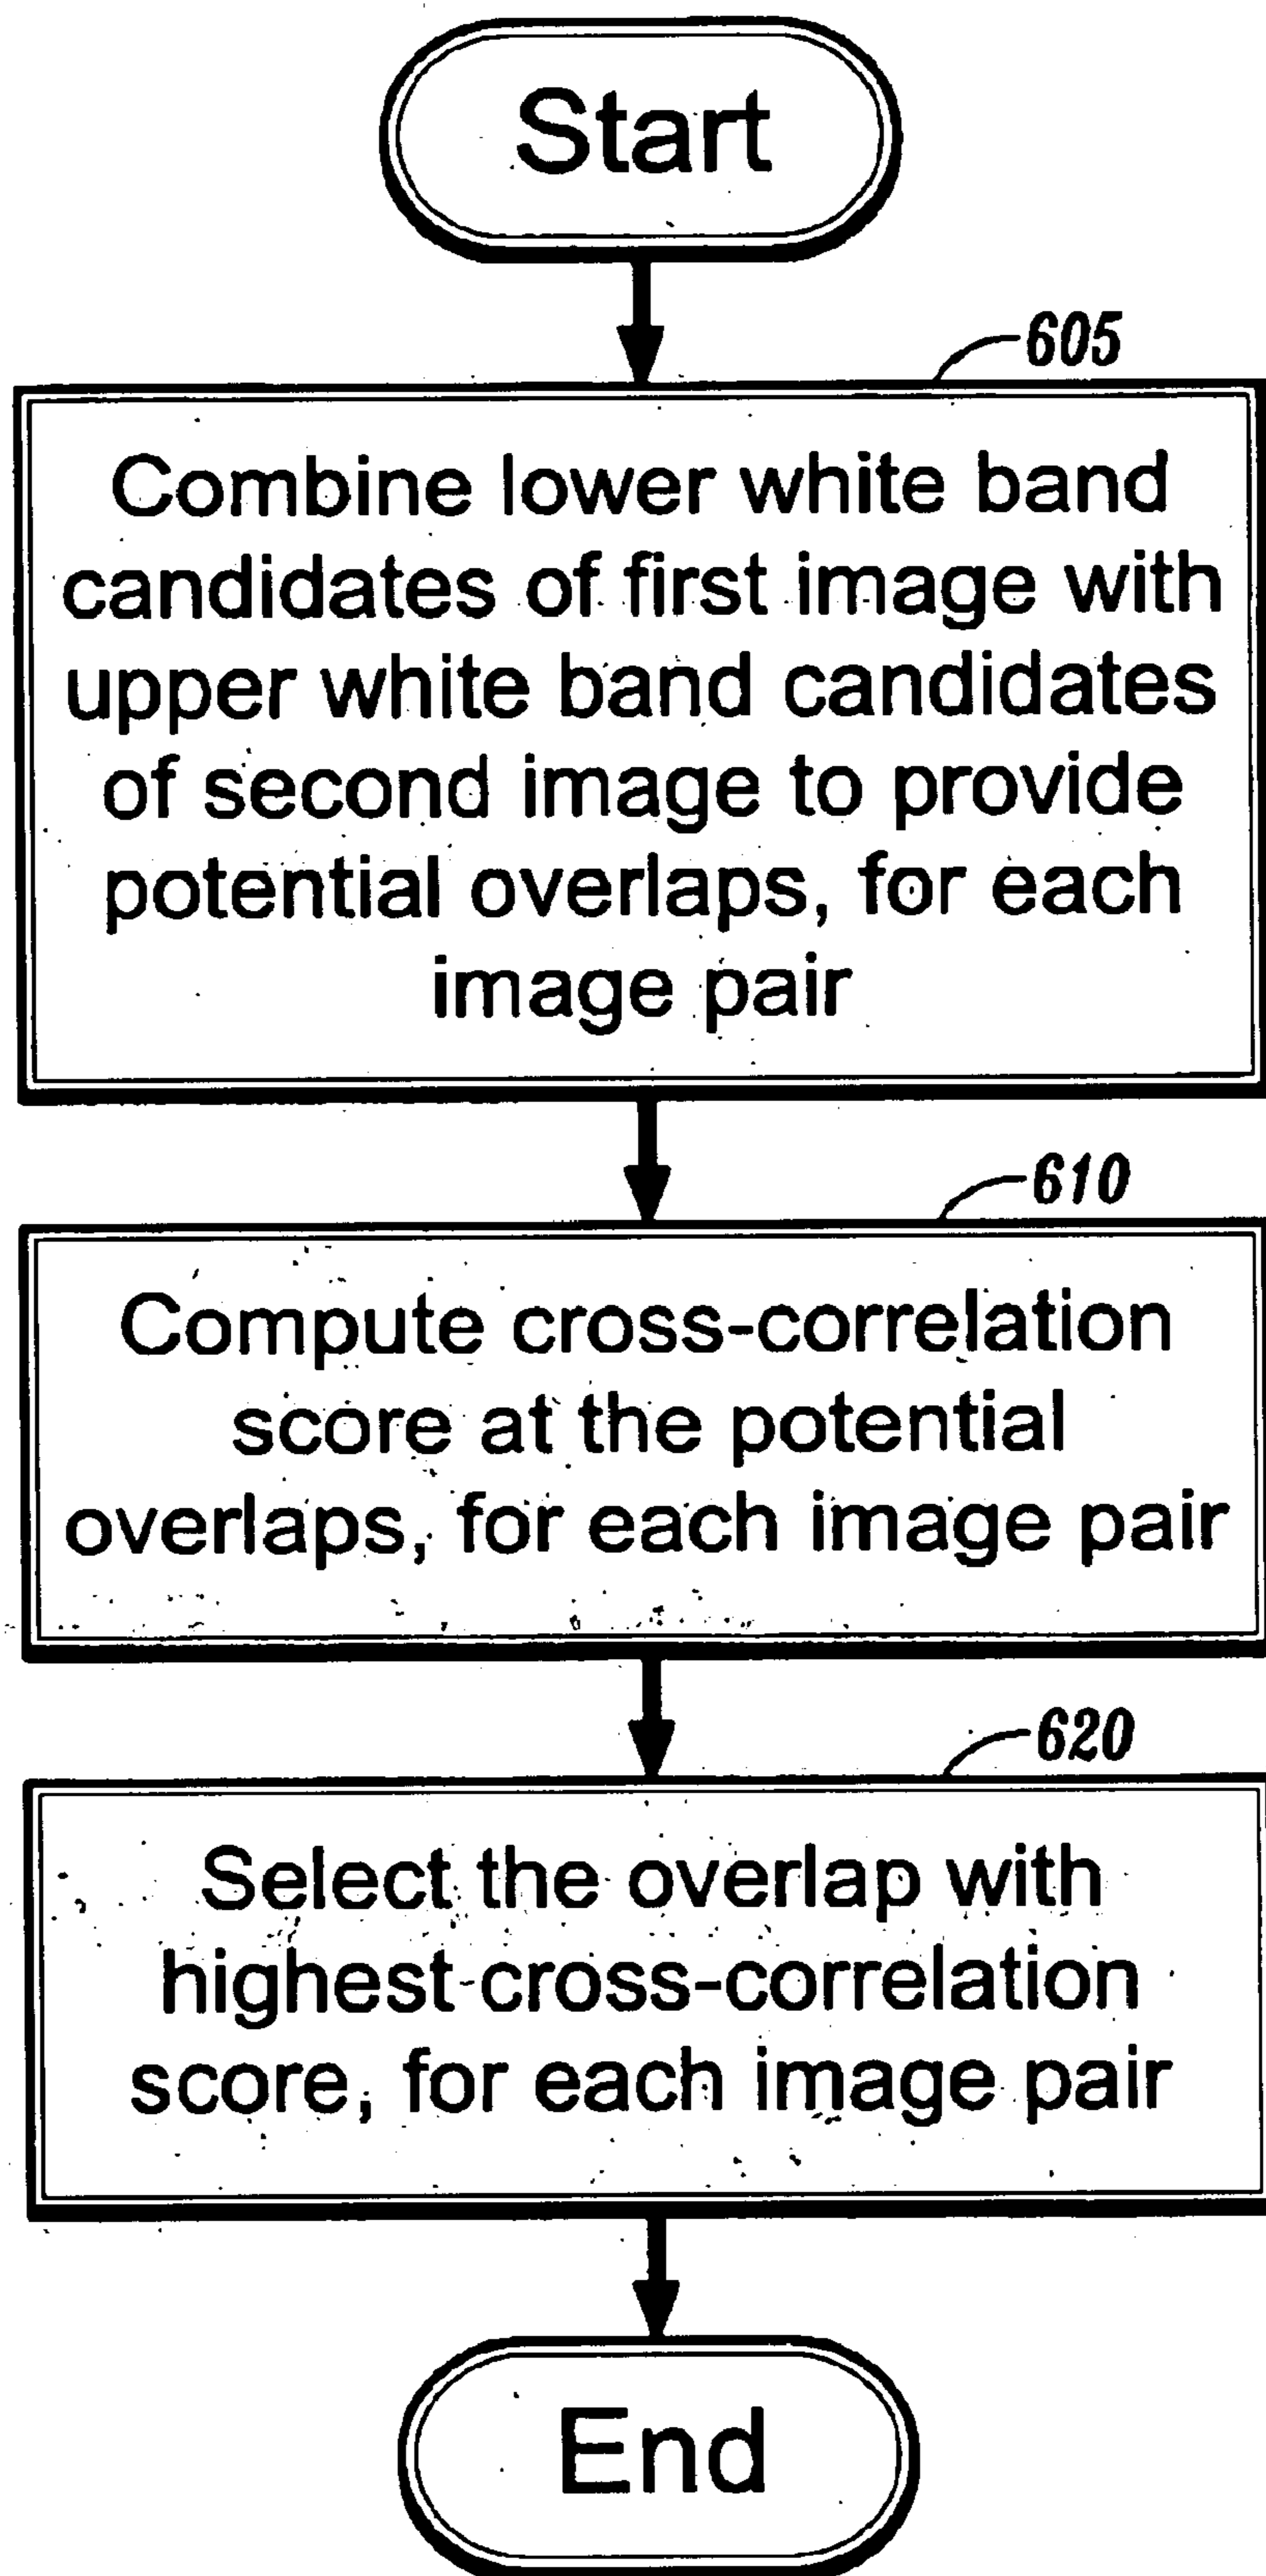 Start
605
Combine lower white band
candidates of first image with
upper white band candidates
of second image to provide
potential overlaps, for each
image pair
610
Compute cross-correlation
score at the potential
overlaps, for each image pair
620
Select the overlap with
highest cross-correlation
score, for each image pair
End